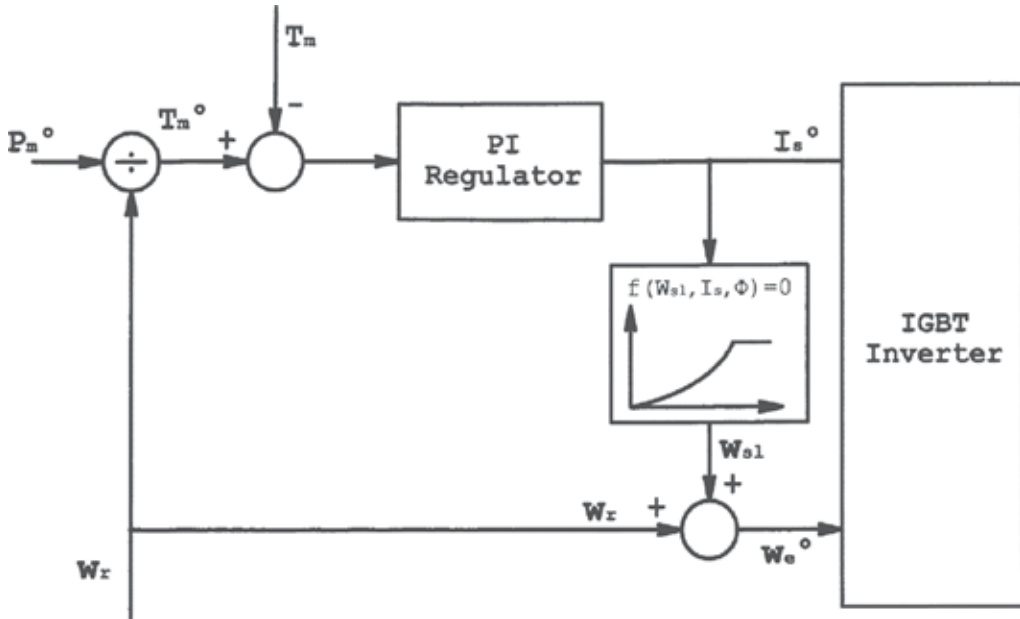 Tm
Pm°
Tm°
+
-
÷
PI
Regulator
Is°
f(Wsl,Is,Φ)=0
IGBT
Inverter
Wsl
+
+
Wr
We°
Wr